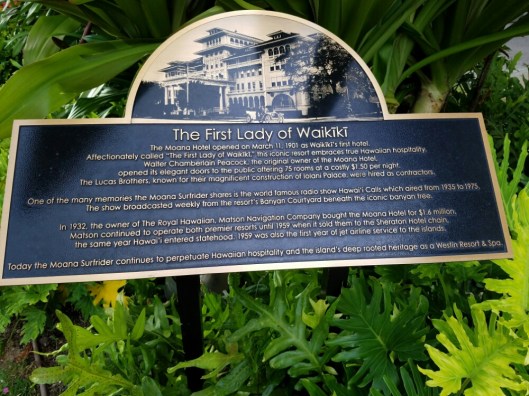 The First Lady of Waikīkī
The Moana Hotel opened on March 11, 1901 as Waikīkī's first hotel.
Affectionately called "The First Lady of Waikīkī," this iconic resort embraces true Hawaiian hospitality.
Walter Chamberlain Peacock, the original owner of the Moana Hotel,
opened its elegant doors to the public offering 75 rooms at a costly $1.50 per night.
The Lucas Brothers, known for their magnificent construction of Iolani Palace, were hired as contractors.
One of the many memories the Moana Surfrider shares is the world famous radio show Hawai'i Calls which aired from 1935 to 1975.
The show broadcasted weekly from the resort's Banyan Courtyard beneath the iconic banyan tree.
In 1932, the owner of The Royal Hawaiian, Matson Navigation Company bought the Moana Hotel for $1.6 million.
Matson continued to operate both premier resorts until 1959 when it sold them to the Sheraton Hotel chain,
the same year Hawai'i entered statehood. 1959 was also the first year of jet airline service to the islands.
Today the Moana Surfrider continues to perpetuate Hawaiian hospitality and the island's deep rooted heritage as a Westin Resort & Spa.